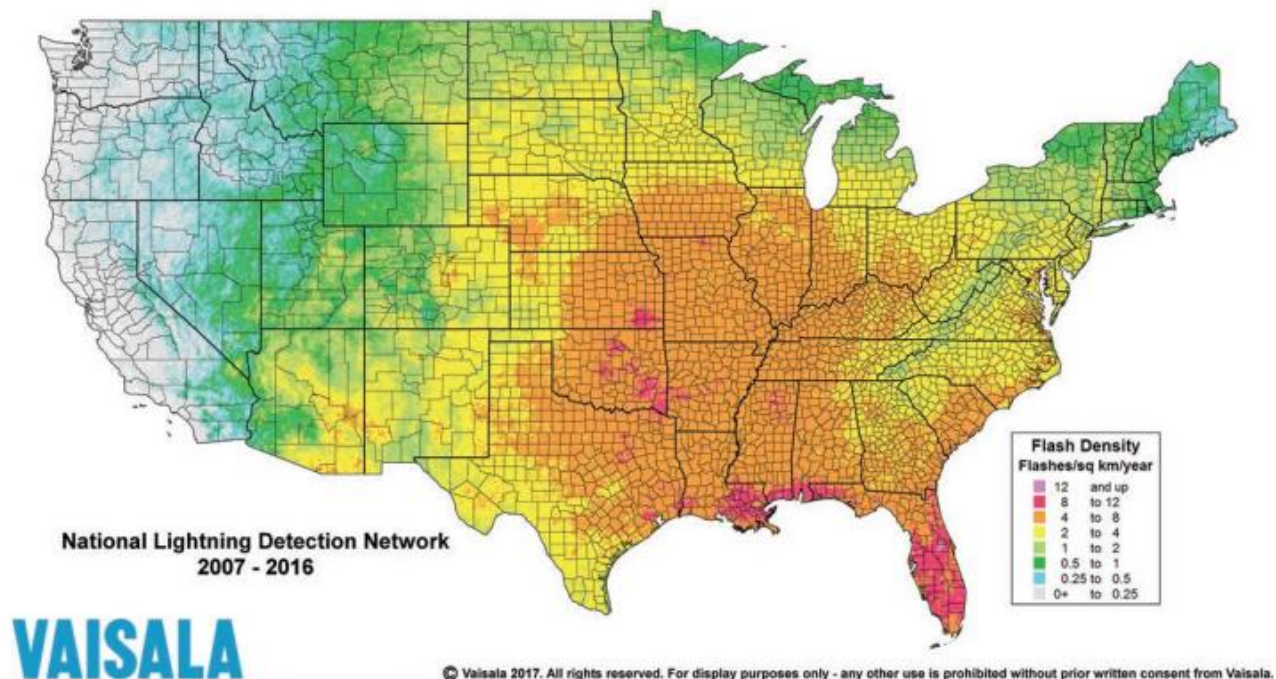 National Lightning Detection Network
2007 - 2016
Flash Density
Flashes/sq km/year
12 and up
8 to 12
4 to 8
2 to 4
1 to 2
0.5 to 1
0.25 to 0.5
0+ to 0.25
VAISALA
© Vaisala 2017. All rights reserved. For display purposes only - any other use is prohibited without prior written consent from Vaisala.